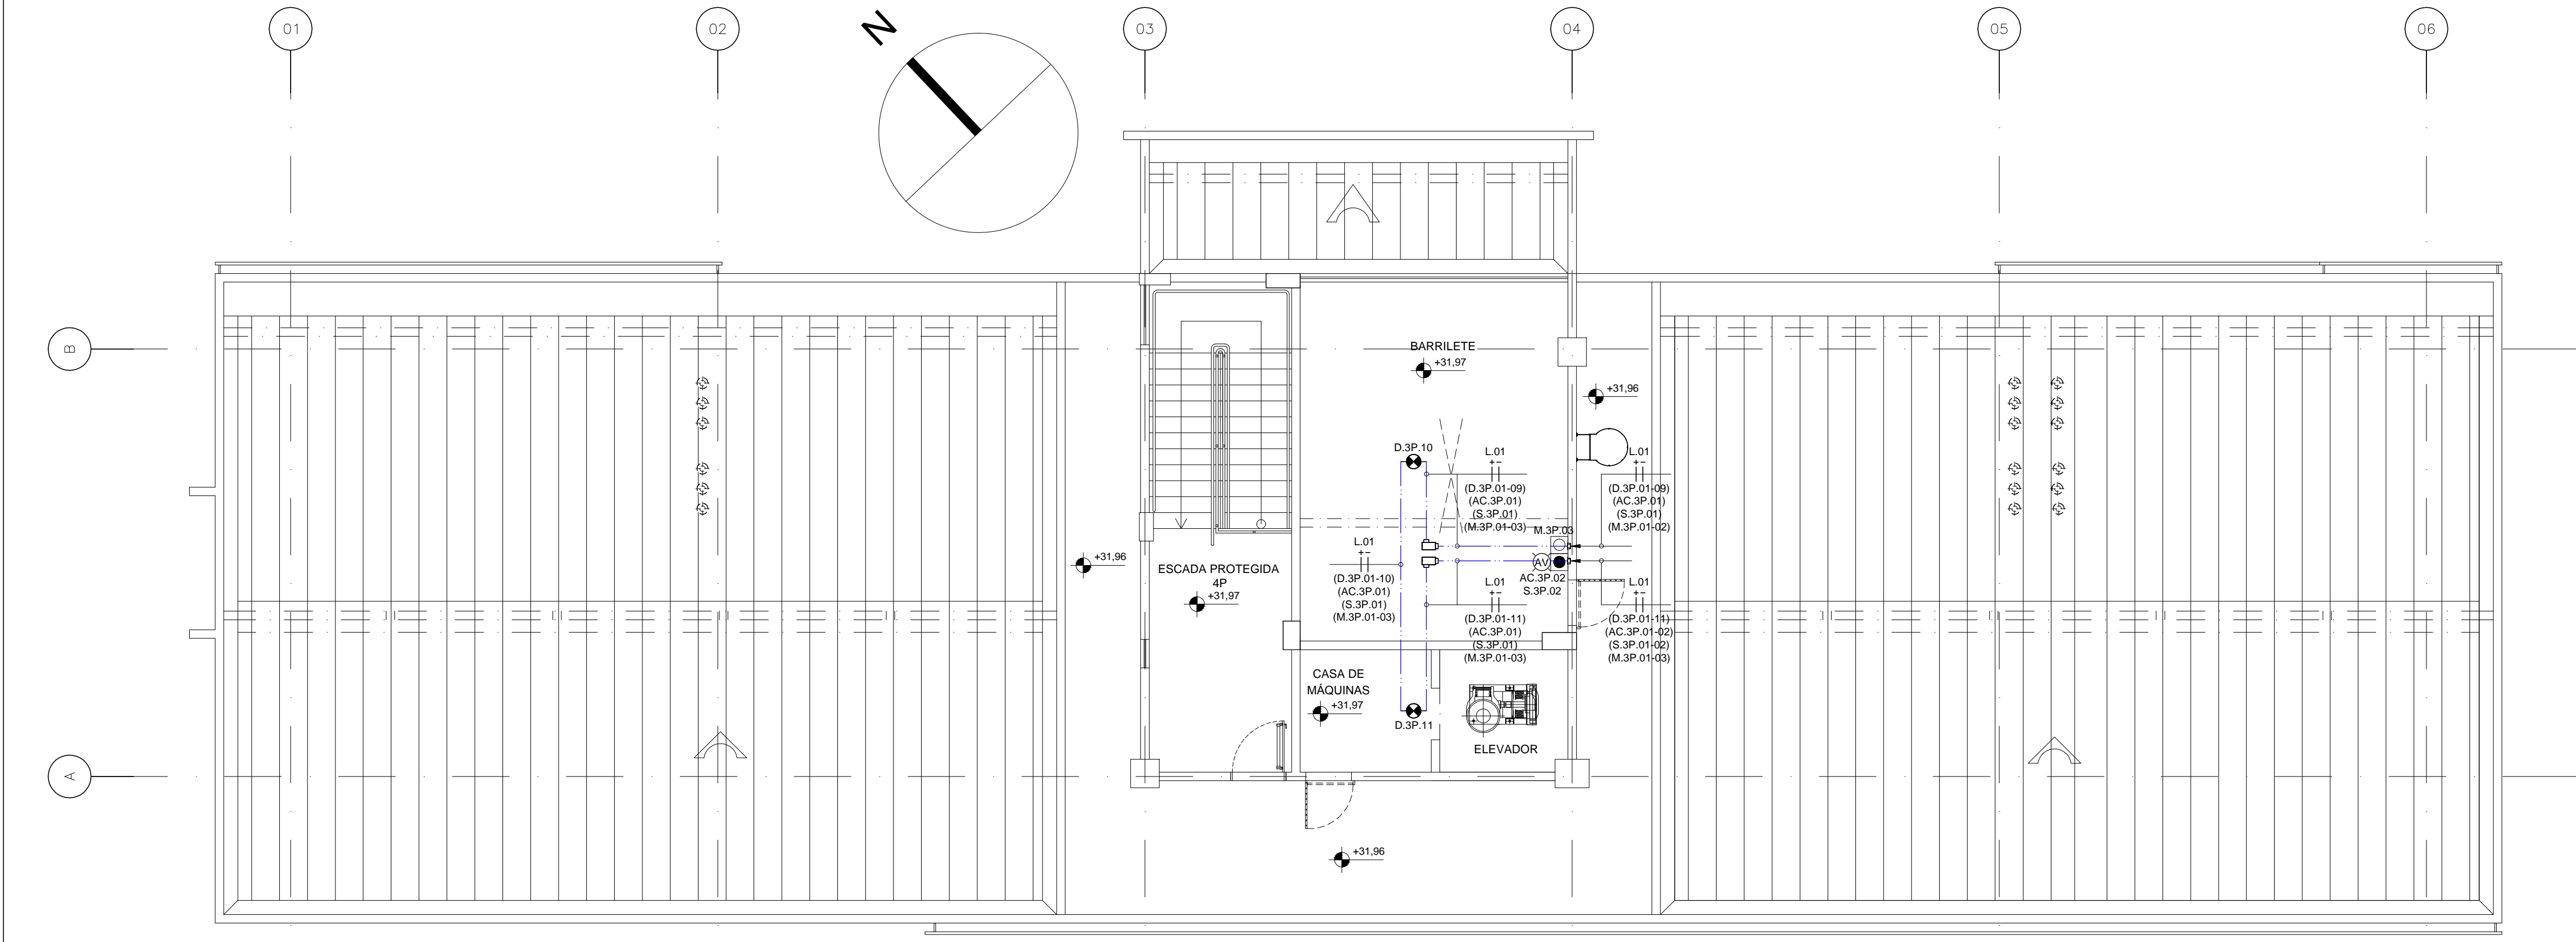 01
02
03
04
05
06
N
B
A
BARRILETE
+31,97
+31,96
D.3P.10
L.01
+-
(D.3P.01-09)
(AC.3P.01)
(S.3P.01)
(M.3P.01-03)
L.01
+-
(D.3P.01-09)
(AC.3P.01)
(S.3P.01)
(M.3P.01-02)
M.3P.03
AV
AC.3P.02
S.3P.02
L.01
+-
(D.3P.01-10)
(AC.3P.01)
(S.3P.01)
(M.3P.01-03)
+31,96
ESCADA PROTEGIDA
4P
+31,97
L.01
+-
(D.3P.01-11)
(AC.3P.01)
(S.3P.01)
(M.3P.01-03)
L.01
+-
(D.3P.01-11)
(AC.3P.01-02)
(S.3P.01-02)
(M.3P.01-03)
CASA DE
MÁQUINAS
+31,97
D.3P.11
ELEVADOR
+31,96